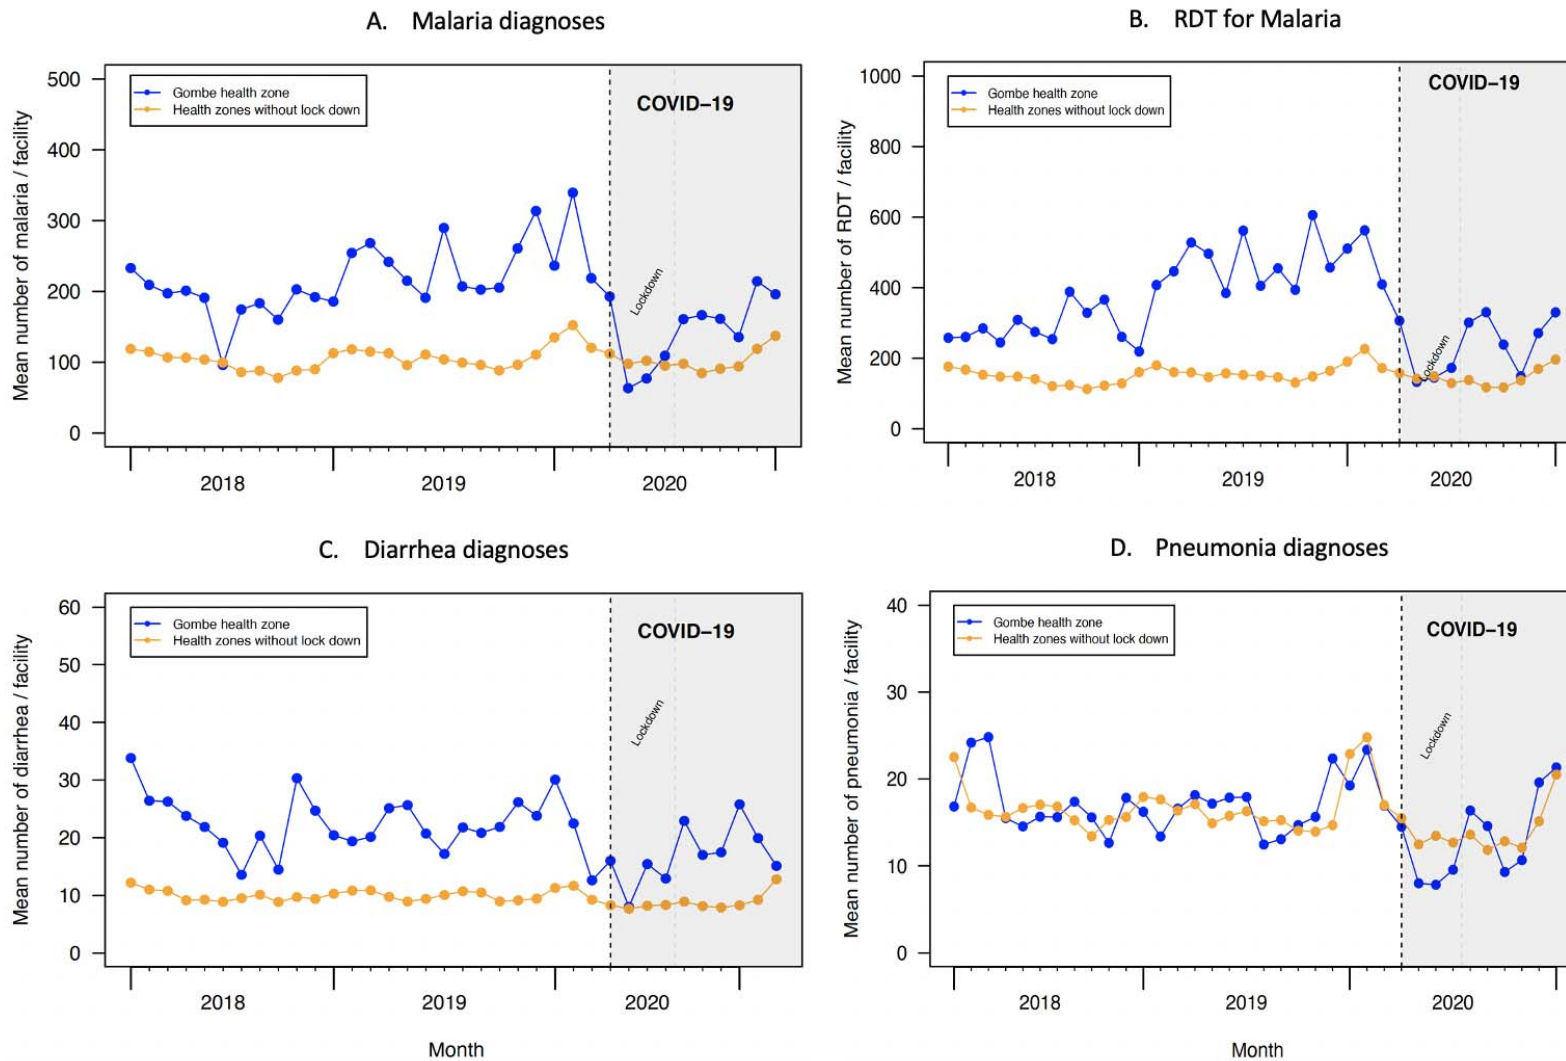 A. Malaria diagnoses
500
400
300
200
100
0
Mean number of malaria / facility
Gombe health zone
Health zones without lock down
COVID–19
Lockdown
2018
2019
2020
B. RDT for Malaria
1000
800
600
400
200
0
Mean number of RDT / facility
Gombe health zone
Health zones without lock down
COVID–19
Lockdown
2018
2019
2020
C. Diarrhea diagnoses
60
50
40
30
20
10
0
Mean number of diarrhea / facility
Gombe health zone
Health zones without lock down
COVID–19
Lockdown
2018
2019
2020
Month
D. Pneumonia diagnoses
40
30
20
10
0
Mean number of pneumonia / facility
Gombe health zone
Health zones without lock down
COVID–19
Lockdown
2018
2019
2020
Month